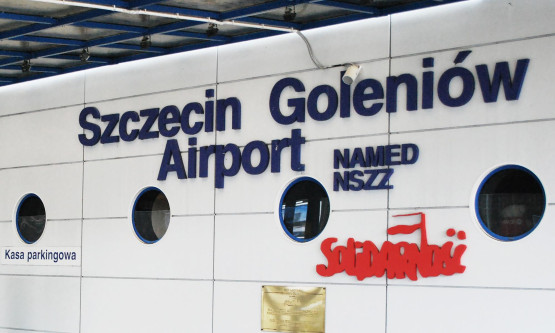 Szczecin Goleniów
Airport
NAMED
NSZZ
SOLIDARNOŚĆ
Kasa parkingowa